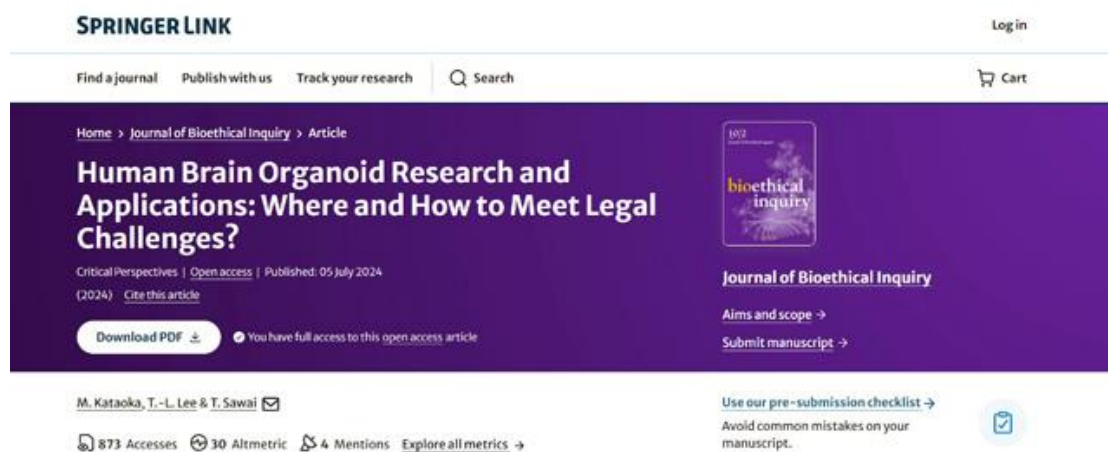 SPRINGER LINK
Log in
Find a journal Publish with us Track your research Search
Cart
Home > Journal of Bioethical Inquiry > Article
Human Brain Organoid Research and
Applications: Where and How to Meet Legal
Challenges?
Critical Perspectives | Open access | Published: 05 July 2024
(2024) Cite this article
Download PDF
You have full access to this open access article
bioethical
inquiry
Journal of Bioethical Inquiry
Aims and scope →
Submit manuscript →
M. Kataoka, T. -L. Lee & T. Sawai
873 Accesses 30 Altmetric 4 Mentions Explore all metrics →
Use our pre-submission checklist →
Avoid common mistakes on your
manuscript.